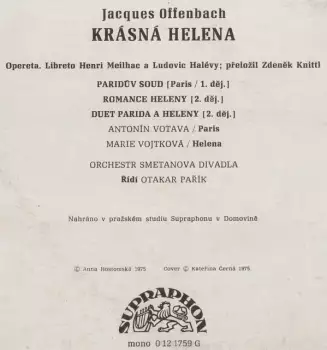 Jacques Offenbach
KRÁSNÁ HELENA
Opereta. Libreto Henri Meilhac a Ludovic Halévy; přeložil Zdeněk Knittl
PARIDŮV SOUD [Paris / 1. děj.]
ROMANCE HELENY [2. děj.]
DUET PARIDA A HELENY [2. děj.]
ANTONÍN VOTAVA / Paris
MARIE VOJTKOVÁ / Helena
ORCHESTR SMETANOVA DIVADLA
Řídí OTAKAR PAŘÍK
Nahráno v pražském studiu Supraphonu v Domovině
© Anna Hostomská 1975 Cover © Kateřina Černá 1975
SUPRAPHON
mono 0 12 1759 G